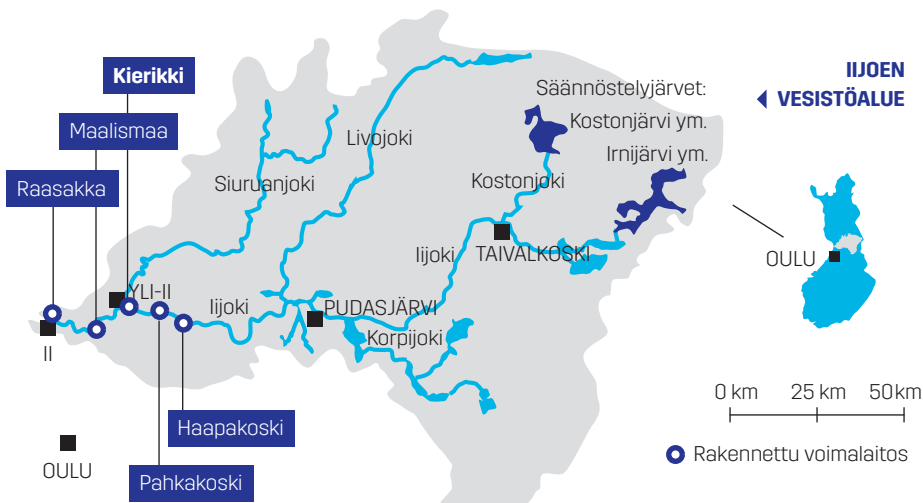 Kierikki
Maalismaa
Raasakka
Siuruanjoki
Livojoki
Säännöstelyjärvet:
Kostonjärvi ym.
Irnijärvi ym.
Kostonjoki
IIJOEN
VESISTÖALUE
OULU
TAIVALKOSKI
Iijoki
YLI-II
Iijoki
PUDASJÄRVI
Korpijoki
II
Haapakoski
Pahkakoski
OULU
0 km 25 km 50 km
Rakennettu voimalaitos